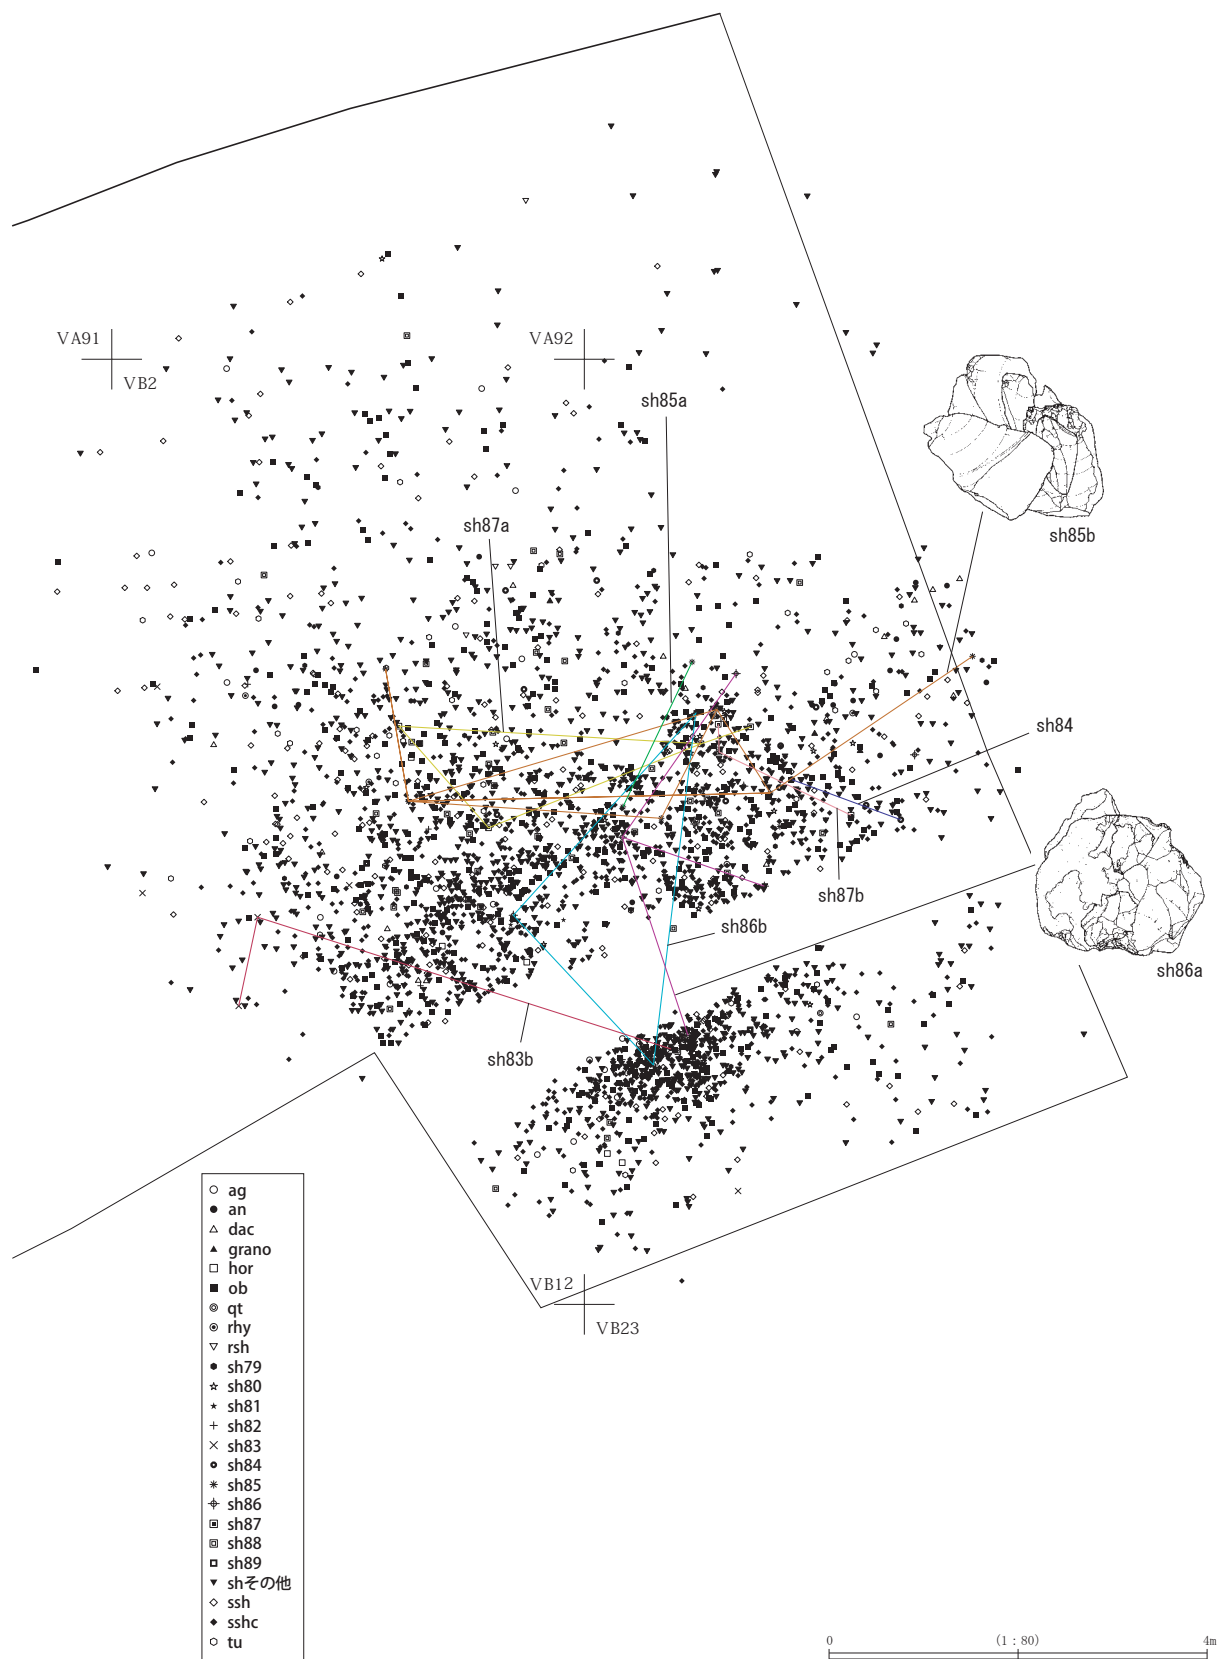 VA91
VB2
VA92
sh85a
sh85b
sh87a
sh84
sh87b
sh86b
sh86a
sh83b
VB12
VB23
ag
an
dac
grano
hor
ob
qt
rhy
rsh
sh79
sh80
sh81
sh82
sh83
sh84
sh85
sh86
sh87
sh88
sh89
shその他
ssh
sshc
tu
0 (1：80) 4m